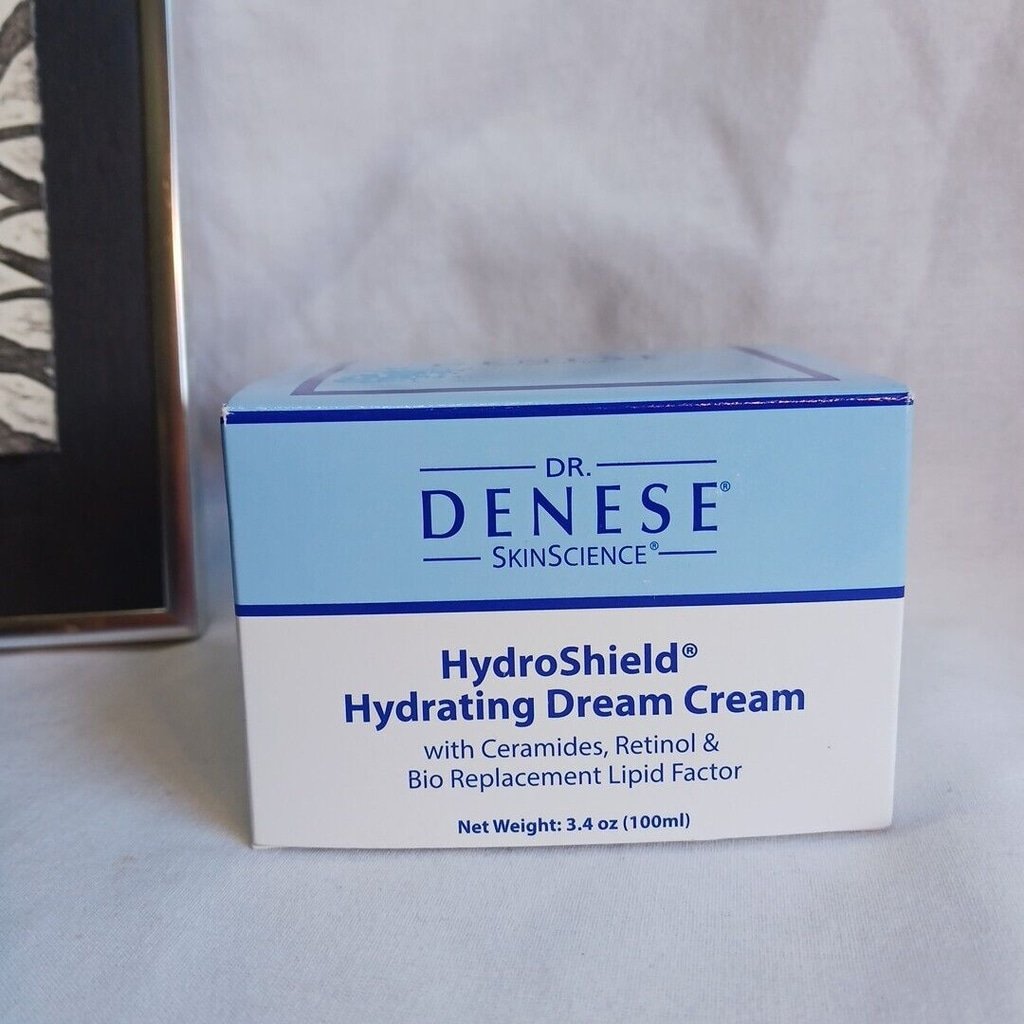 DR.
DENESE®
SKINSCIENCE®
HydroShield®
Hydrating Dream Cream
with Ceramides, Retinol &
Bio Replacement Lipid Factor
Net Weight: 3.4 oz (100ml)